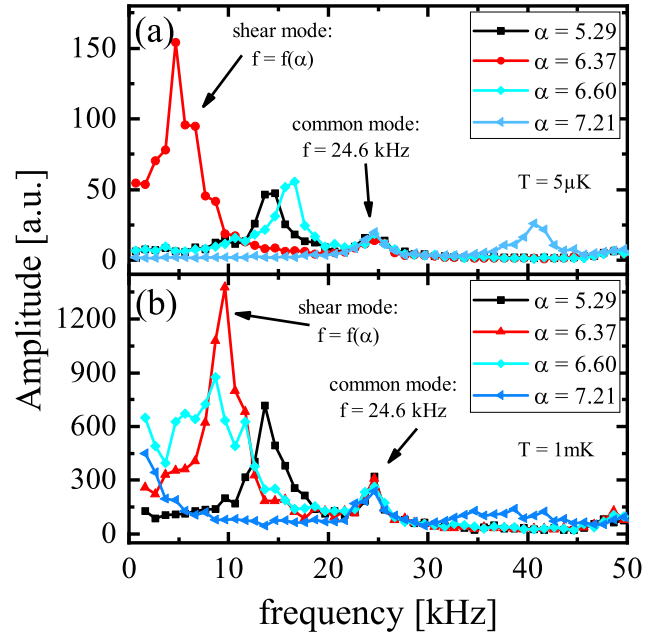 (a)
shear mode:
f = f(α)
common mode:
f = 24.6 kHz
α = 5.29
α = 6.37
α = 6.60
α = 7.21
T = 5μK
150
100
50
0
Amplitude [a.u.]
(b)
shear mode:
f = f(α)
common mode:
f = 24.6 kHz
α = 5.29
α = 6.37
α = 6.60
α = 7.21
T = 1mK
1200
900
600
300
0
0 10 20 30 40 50
frequency [kHz]